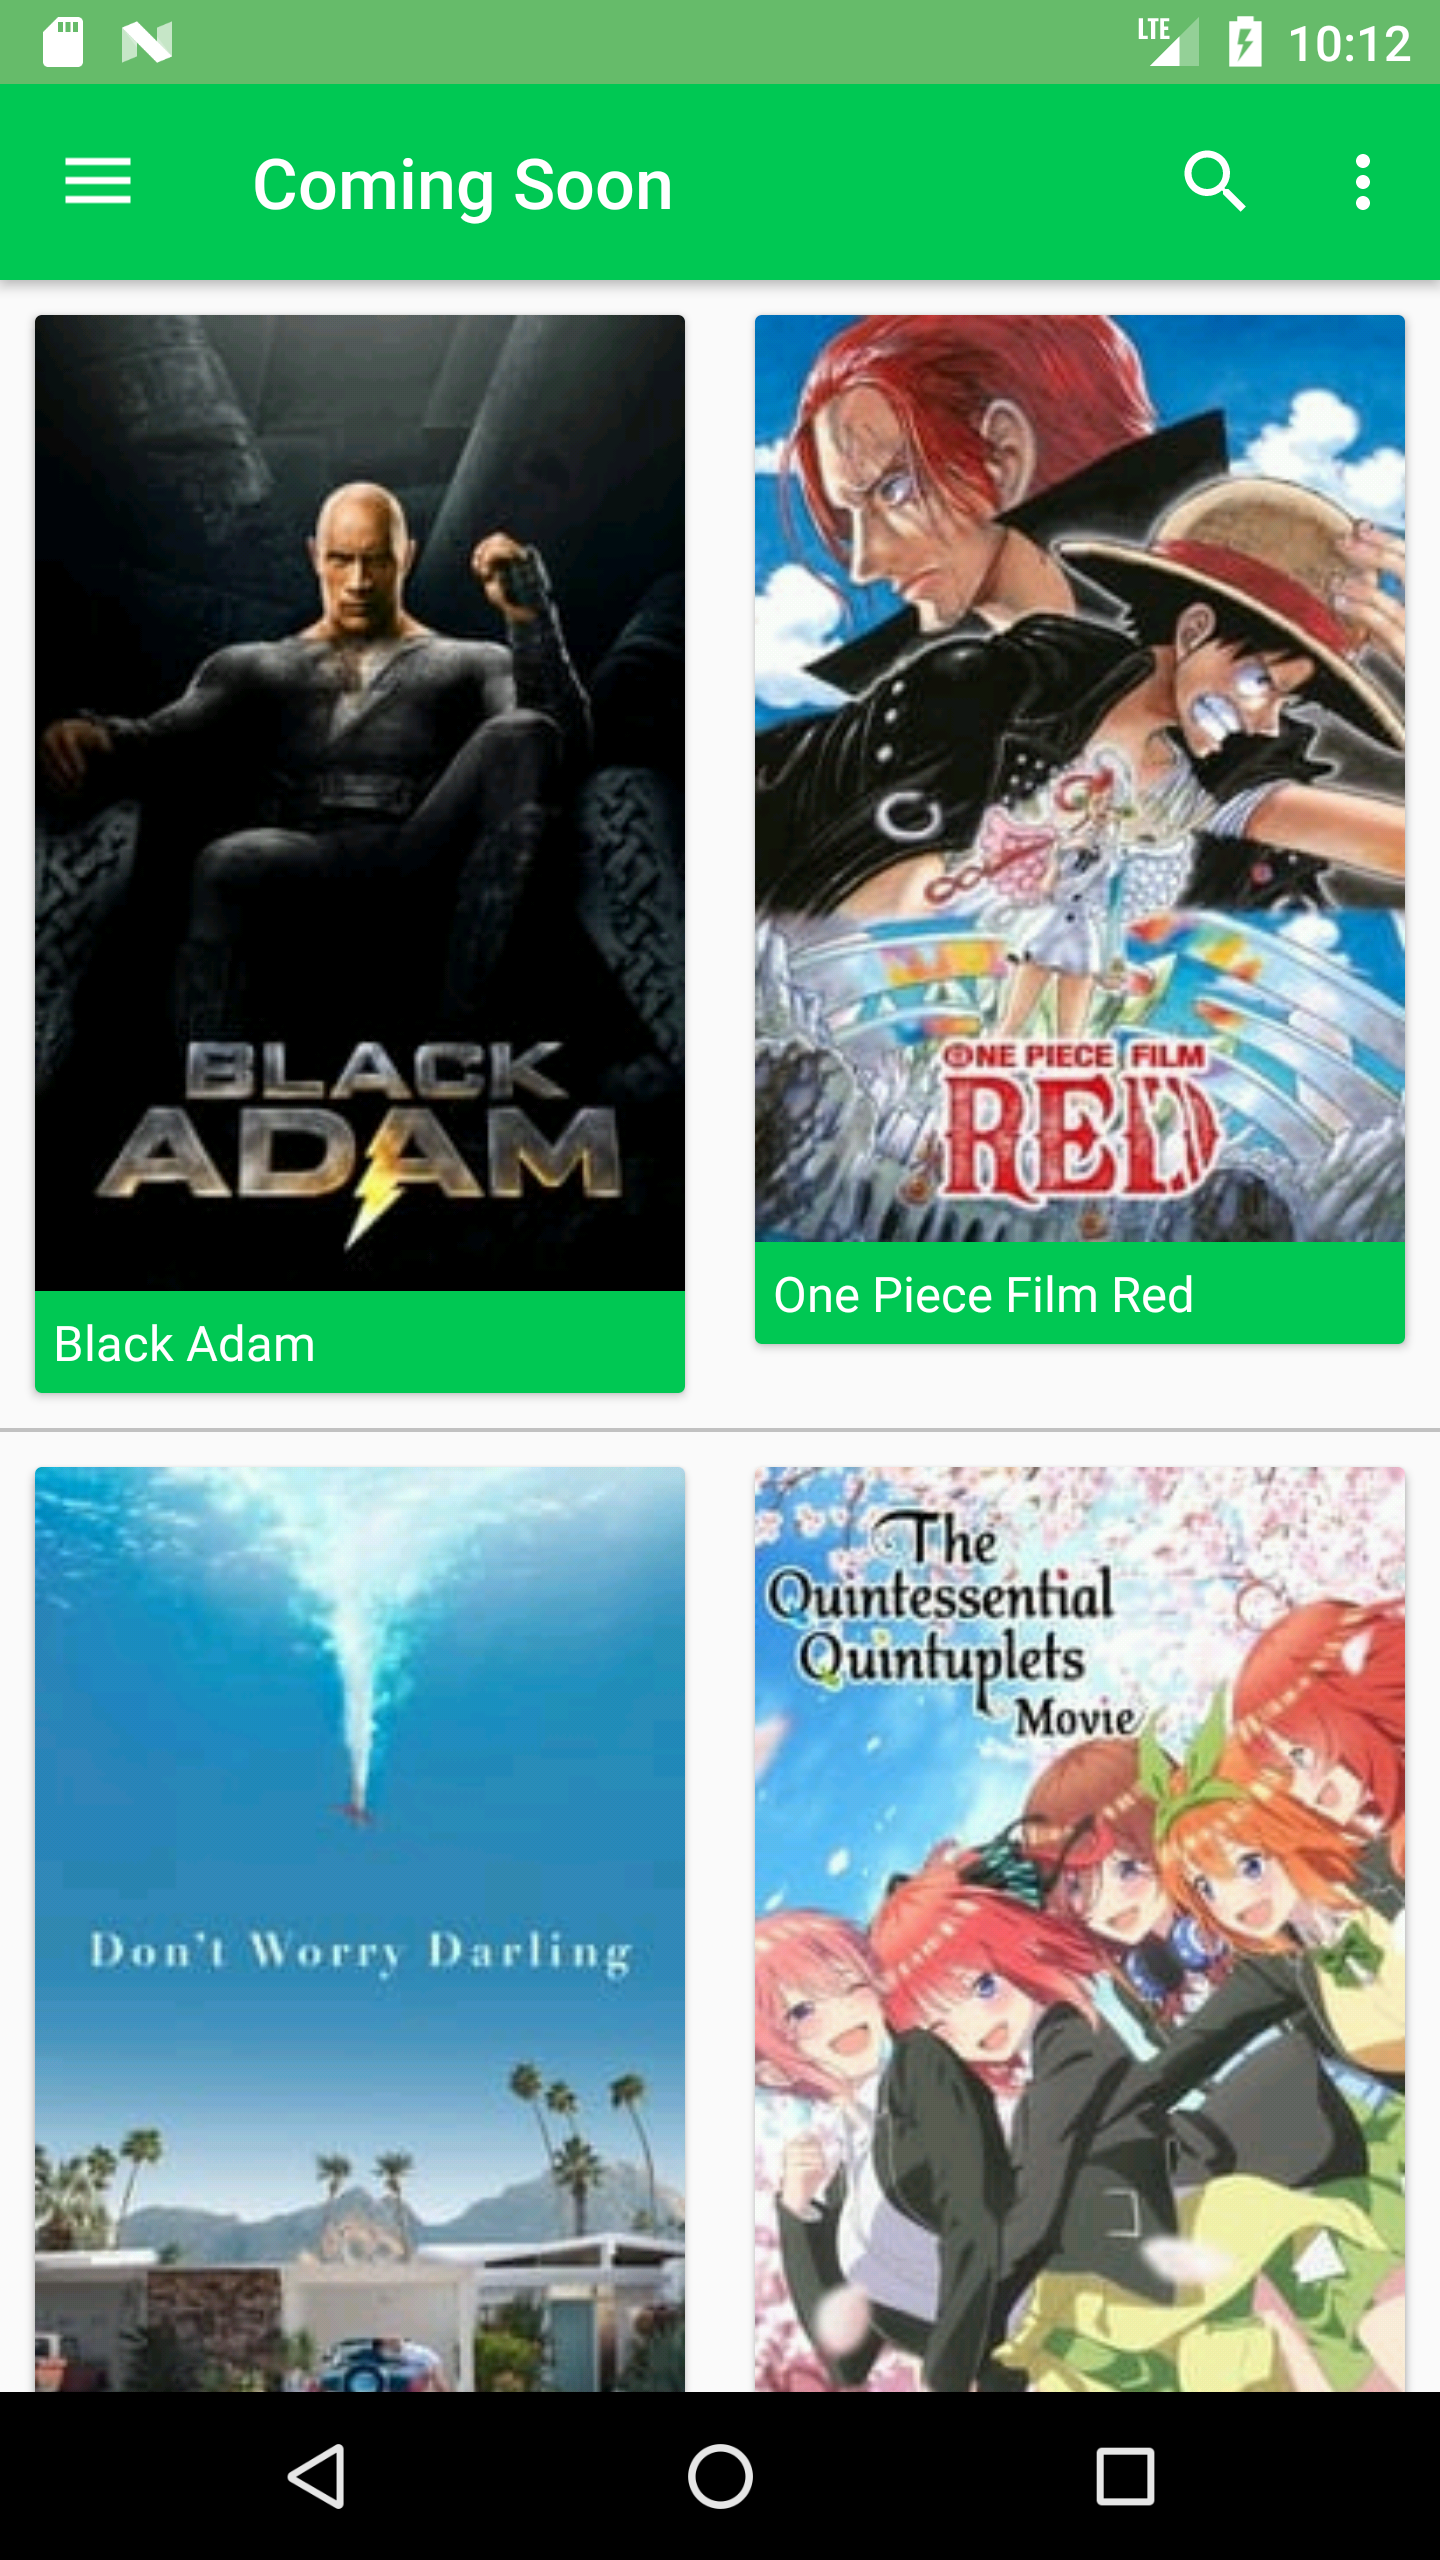 LTE
10:12
Coming Soon
BLACK
ADAM
Black Adam
ONE PIECE FILM
RED
One Piece Film Red
Don't Worry Darling
The
Quintessential
Quintuplets
Movie